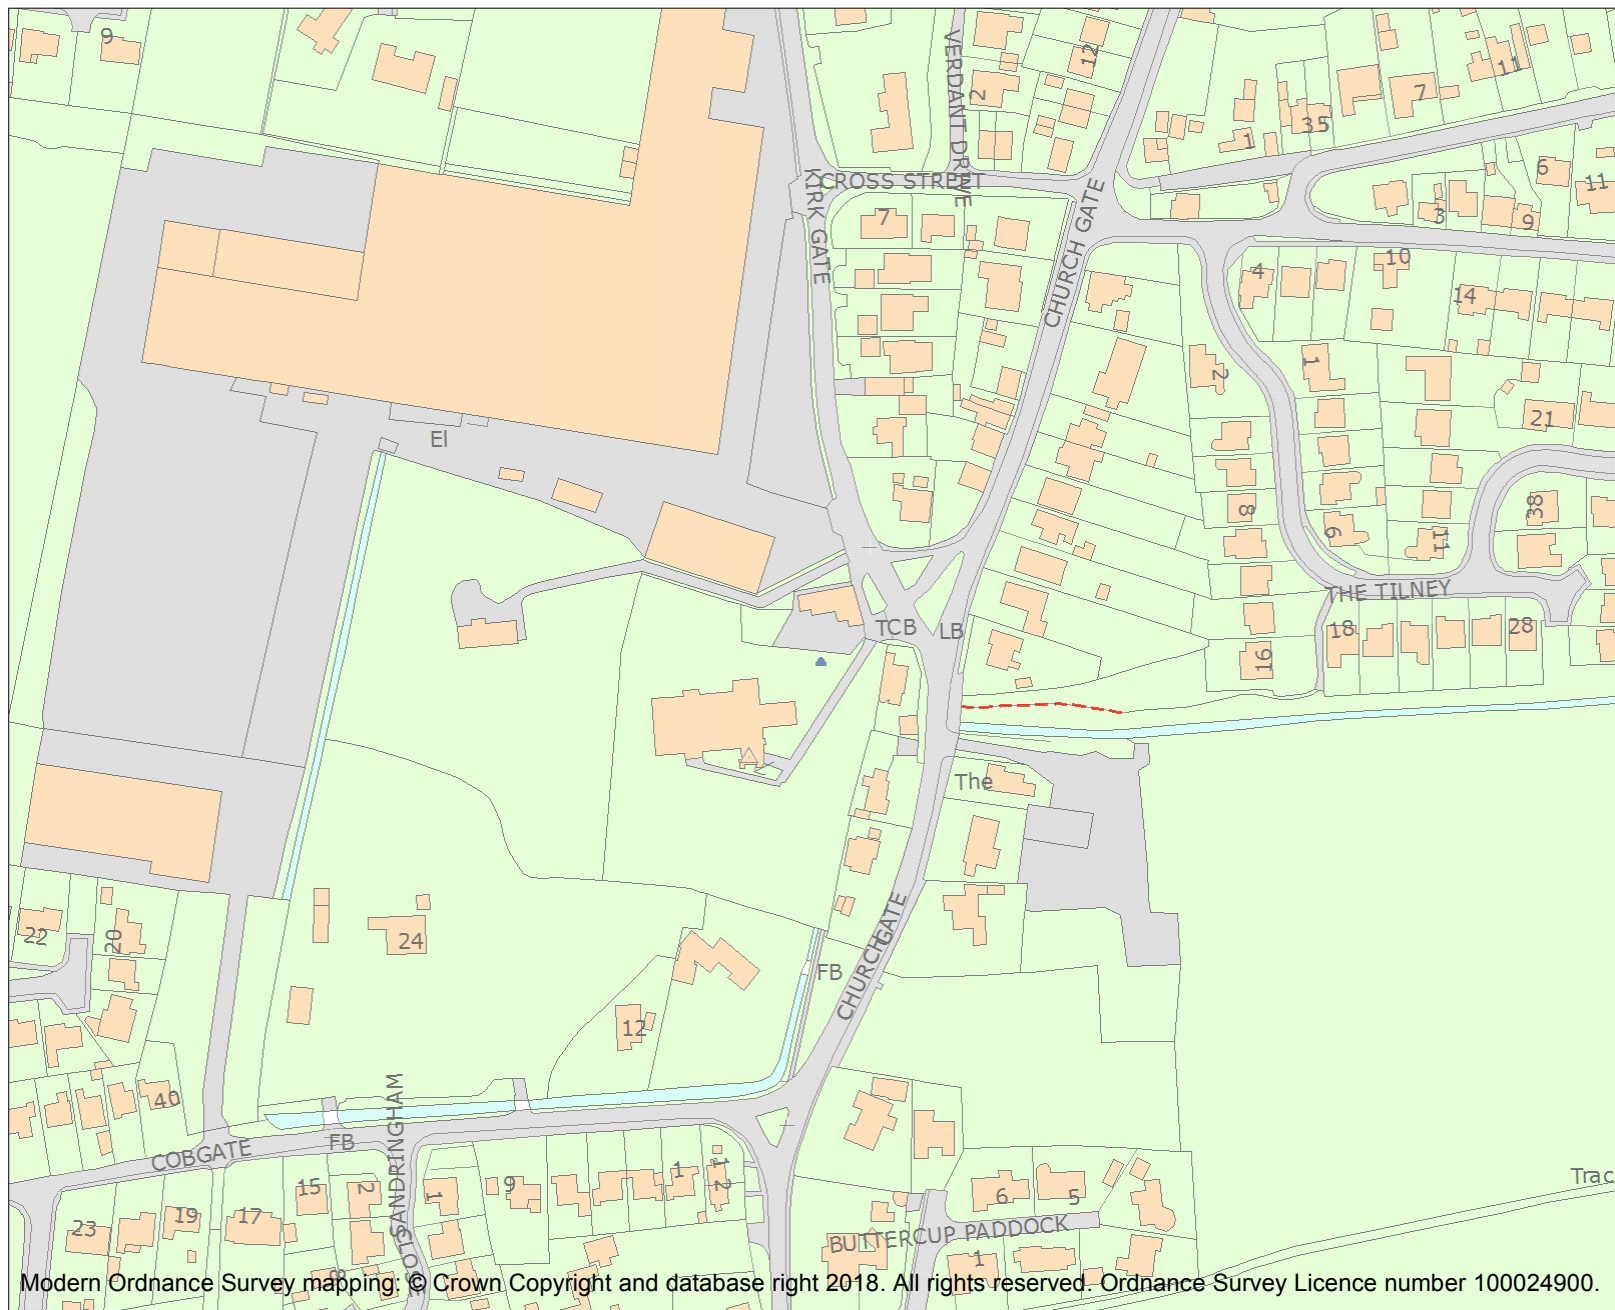 9
VERDANT DRIVE
12
2
11
7
35
1
CROSS STREET
KIRK GATE
7
CHURCH GATE
6
11
3
9
4
10
14
2
1
21
El
8
6
11
38
THE TILNEY
TCB
LB
18
28
16
The
22
20
24
FB
CHURCHGATE
12
40
COBGATE
FB
SANDRINGHAM
CLOSE
15
2
1
9
1
12
23
19
17
8
6
5
Trac
BUTTERCUP PADDOCK
1
Modern Ordnance Survey mapping: © Crown Copyright and database right 2018. All rights reserved. Ordnance Survey Licence number 100024900.